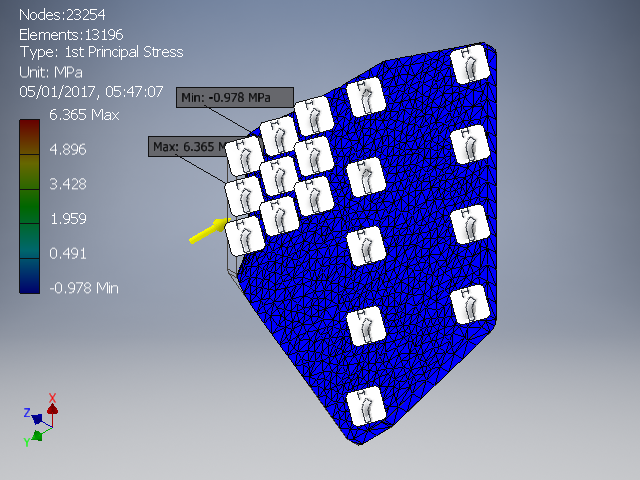 Nodes:23254
Elements:13196
Type: 1st Principal Stress
Unit: MPa
05/01/2017, 05:47:07
6.365 Max
4.896
3.428
1.959
0.491
-0.978 Min
Min: -0.978 MPa
Max: 6.365 M
X
Z
Y